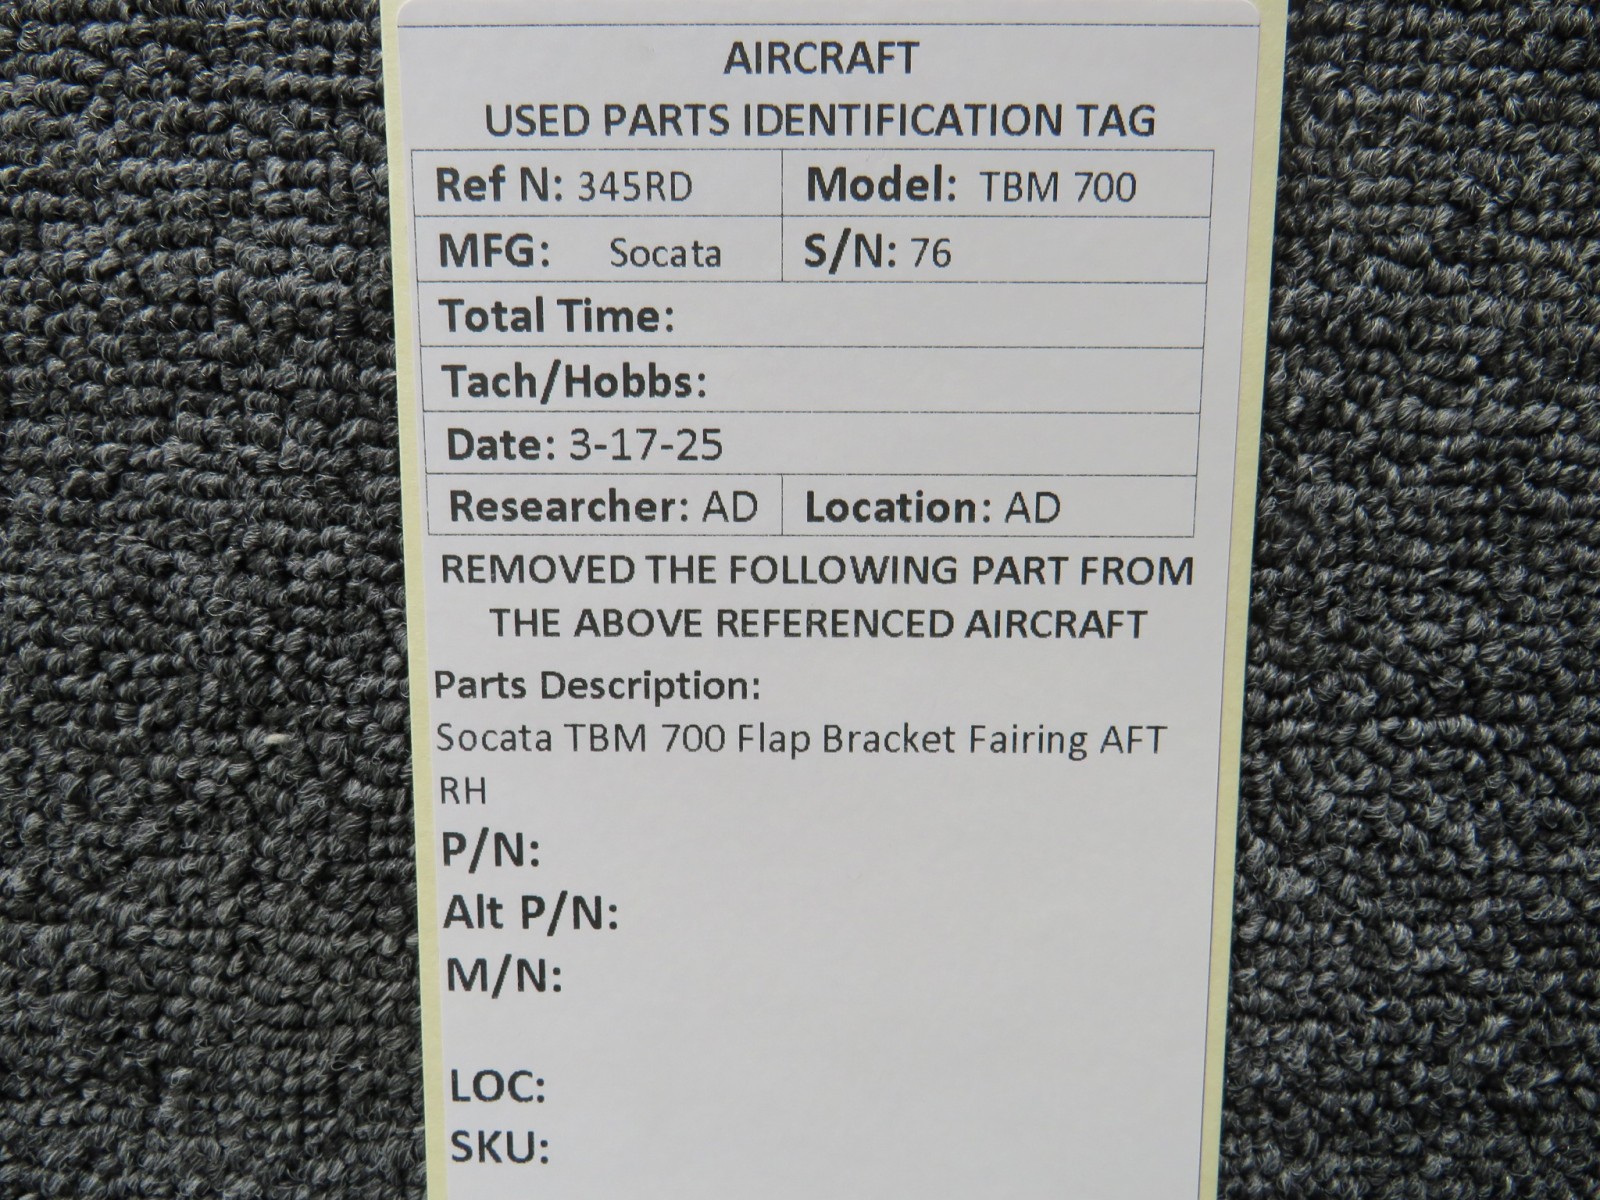 AIRCRAFT
USED PARTS IDENTIFICATION TAG
Ref N: 345RD Model: TBM 700
MFG: Socata S/N: 76
Total Time:
Tach/Hobbs:
Date: 3-17-25
Researcher: AD Location: AD
REMOVED THE FOLLOWING PART FROM
THE ABOVE REFERENCED AIRCRAFT
Parts Description:
Socata TBM 700 Flap Bracket Fairing AFT
RH
P/N:
Alt P/N:
M/N:
LOC:
SKU: